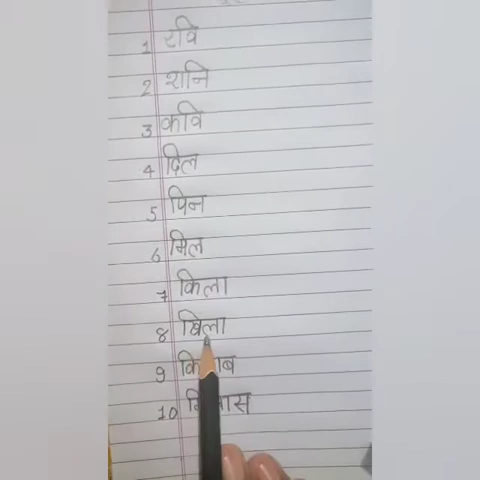 1 रवि
2 शनि
3 कवि
4 दिल
5 पिन
6 मिल
7 किला
8 खिला
9
10